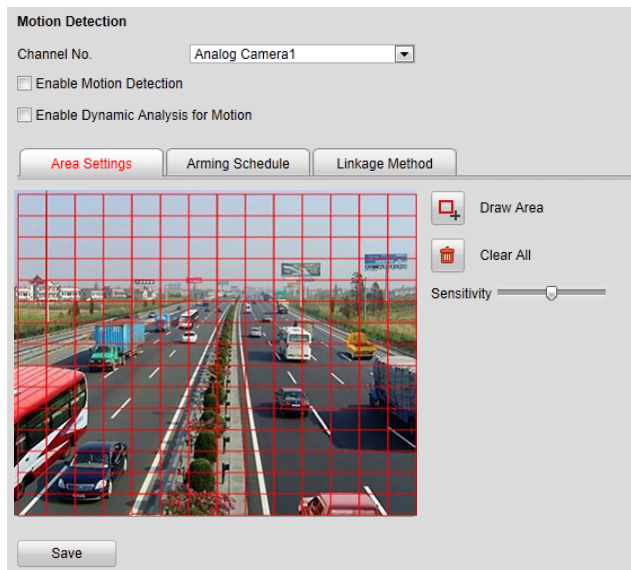 Motion Detection
Channel No. Analog Camera1
Enable Motion Detection
Enable Dynamic Analysis for Motion
Area Settings Arming Schedule Linkage Method
Draw Area
Clear All
Sensitivity
Save